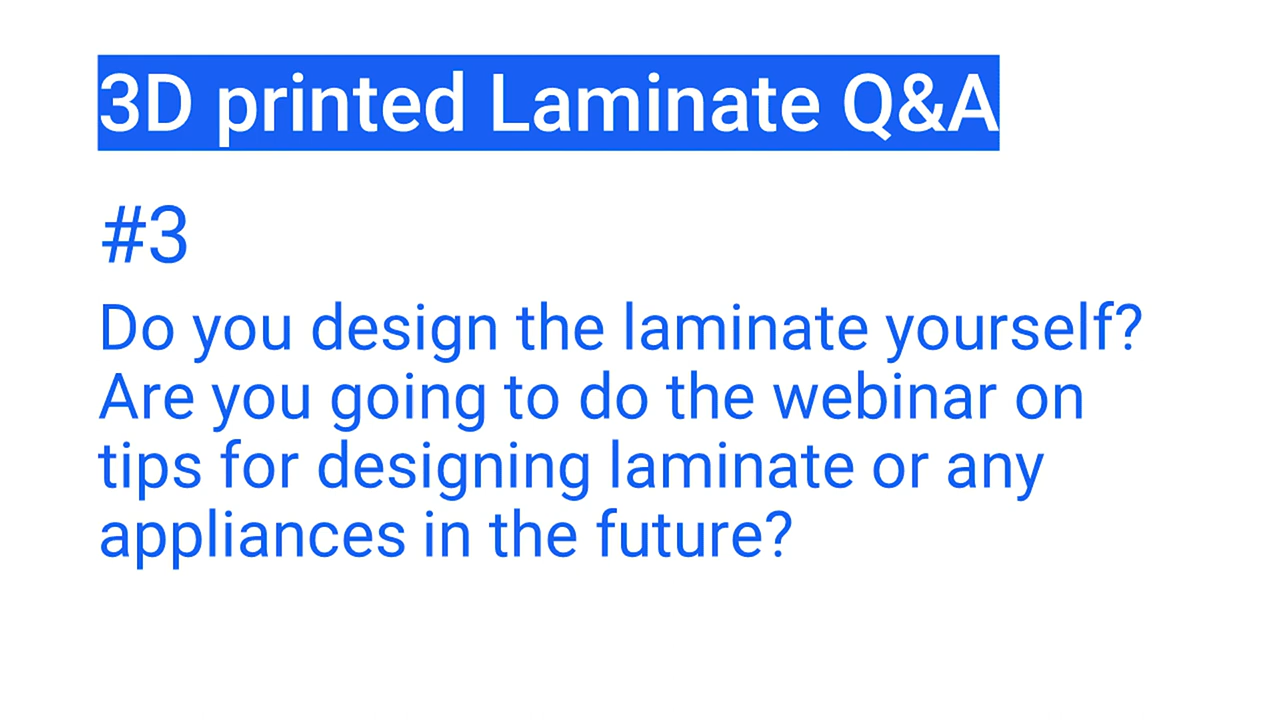 3D printed Laminate Q&A
#3
Do you design the laminate yourself?
Are you going to do the webinar on
tips for designing laminate or any
appliances in the future?